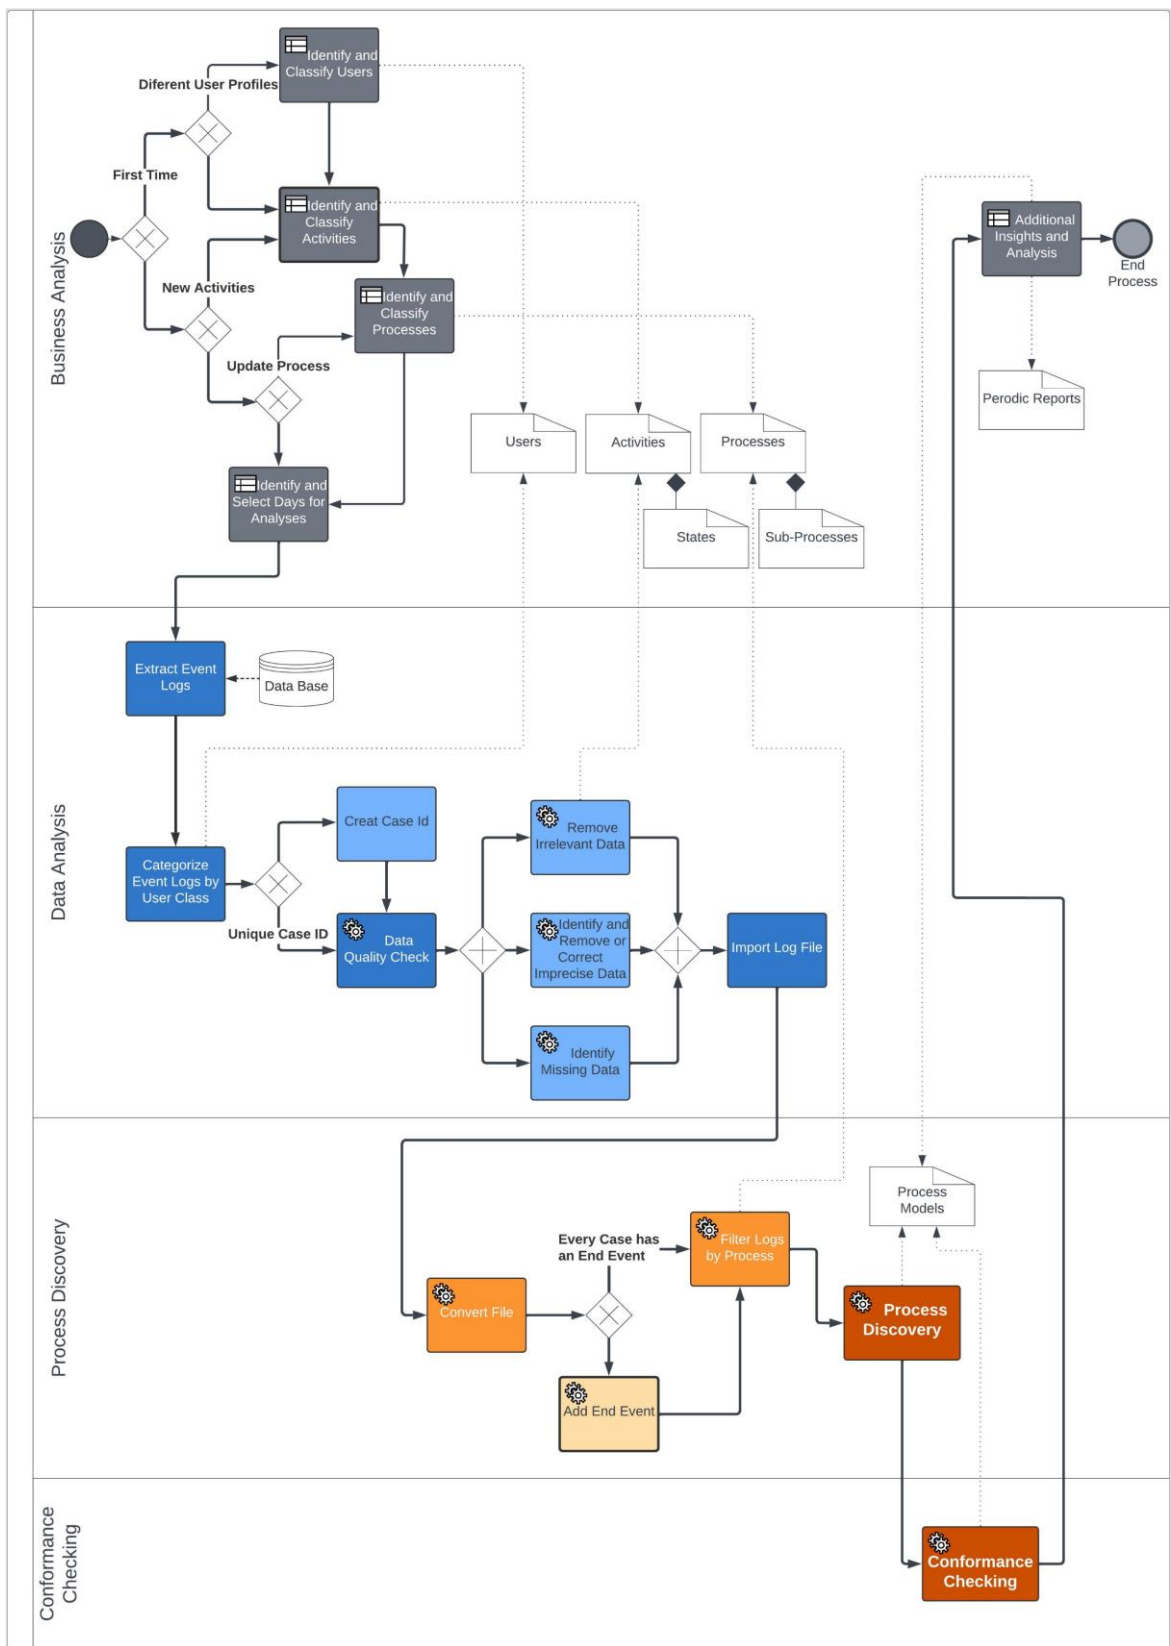 Business Analysis
Identify and
Classify Users
Diferent User Profiles
First Time
Identify and
Classify
Activities
New Activities
Identify and
Classify
Processes
Update Process
Identify and
Select Days for
Analyses
Users
Activities
Processes
States
Sub-Processes
Additional
Insights and
Analysis
End
Process
Perodic Reports
Data Analysis
Extract Event
Logs
Data Base
Categorize
Event Logs by
User Class
Creat Case Id
Unique Case ID
Data
Quality Check
Remove
Irrelevant Data
Identify and
Remove or
Correct
Imprecise Data
Identify
Missing Data
Import Log File
Process Discovery
Convert File
Every Case has
an End Event
Add End Event
Filter Logs
by Process
Process
Models
Process
Discovery
Conformance
Checking
Conformance
Checking